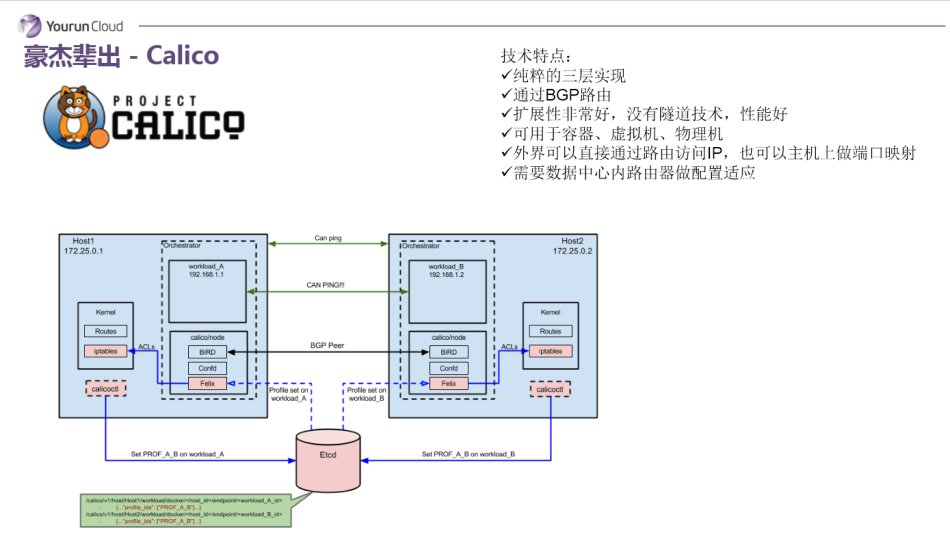 Yourun Cloud
豪杰辈出 - Calico
PROJECT
CALICO
技术特点：
✓纯粹的三层实现
✓通过BGP路由
✓扩展性非常好，没有隧道技术，性能好
✓可用于容器、虚拟机、物理机
✓外界可以直接通过路由访问IP，也可以主机上做端口映射
✓需要数据中心内路由器做配置适应
Host1
172.25.0.1
Orchestrator
workload_A
192.168.1.1
Kernel
Routes
iptables
ACLs
calico/node
BIRD
Confd
Felix
calicoctl
Can ping
CAN PING!!!
BGP Peer
Profile set on
workload_A
Profile set on
workload_B
Host2
172.25.0.2
Orchestrator
workload_B
192.168.1.2
calico/node
BIRD
Confd
Felix
ACLs
Kernel
Routes
iptables
calicoctl
Set PROF_A_B on workload_A
Etcd
Set PROF_A_B on workload_B
/calico/v1/host/Host1/workload/docker/<host_id>/endpoint/<workload_A_id>
- {..."profile_ids": ["PROF_A_B"]...}
/calico/v1/host/Host2/workload/docker/<host_id>/endpoint/<workload_B_id>
- {..."profile_ids": ["PROF_A_B"]...}